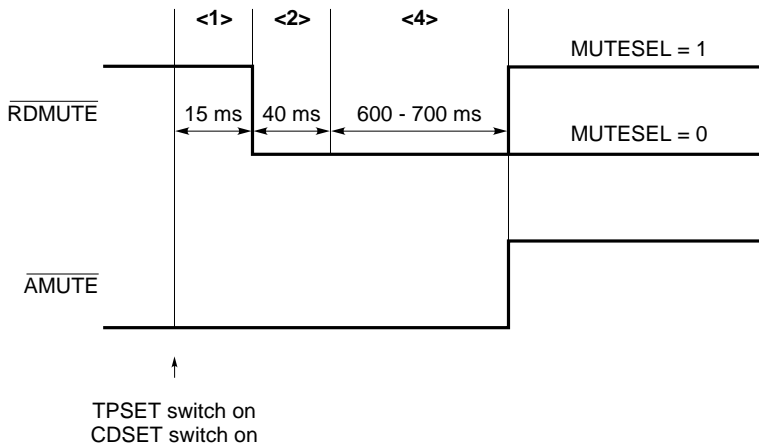 <1> <2> <4>
MUTESEL = 1
RDMUTE
15 ms 40 ms 600 - 700 ms
MUTESEL = 0
AMUTE
TPSET switch on
CDSET switch on